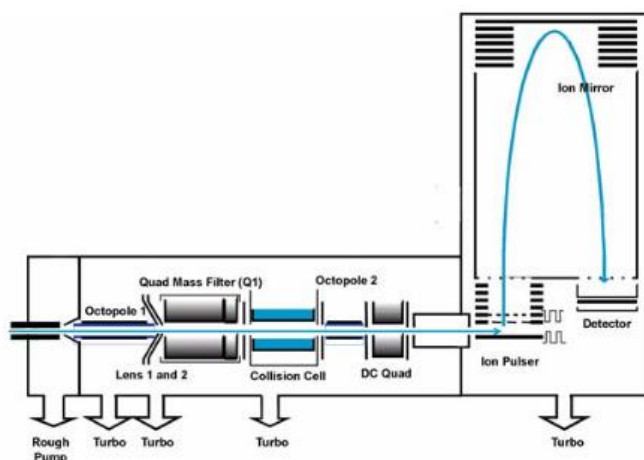 Ion Mirror
Quad Mass Filter (Q1)
Octopole 2
Octopole 1
Detector
Ion Pulser
Lens 1 and 2
Collision Cell
DC Quad
Rough
Pump
Turbo
Turbo
Turbo
Turbo